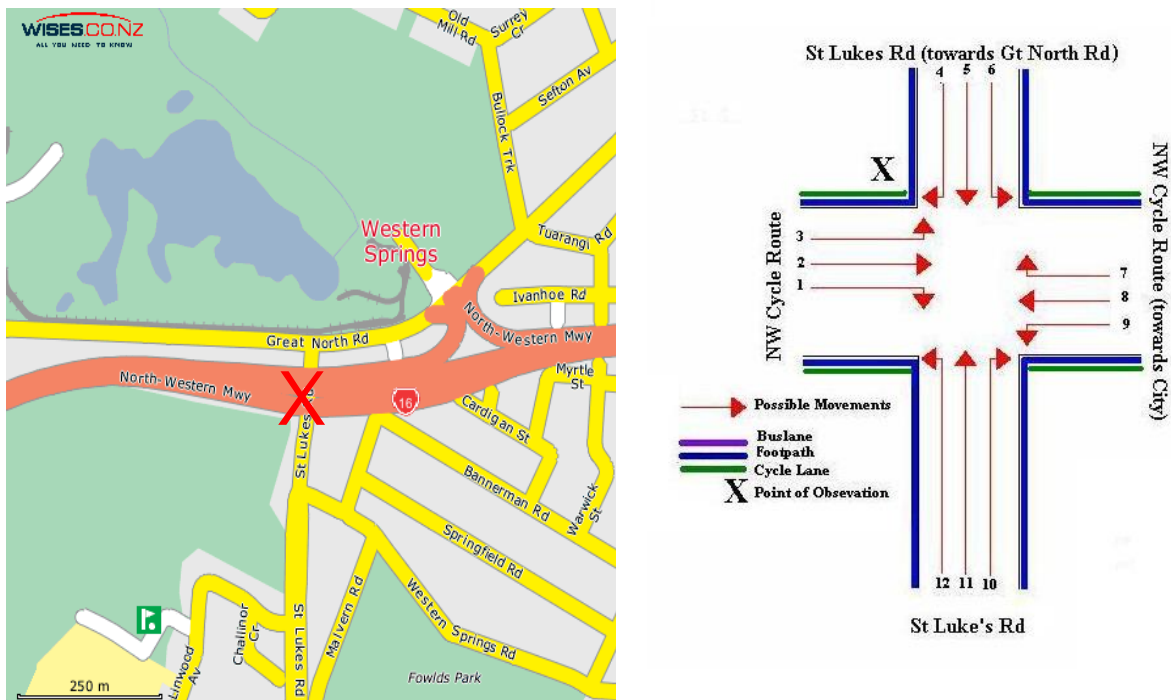 WISES.CO.NZ
ALL YOU NEED TO KNOW
Old
Mill Rd
Surrey
Cr
Sefton Av
Bullock Trk
Western
Springs
Tuarangi Rd
Ivanhoe Rd
North-Western Mwy
Great North Rd
North-Western Mwy
X
St Lukes Rd
16
Myrtle
St
Cardigan St
Bannerman Rd
Warwick
St
Springfield Rd
Malvern Rd
Western Springs Rd
St Lukes Rd
Challinor
Cr
Linwood
Av
Fowlds Park
250 m
St Lukes Rd (towards Gt North Rd)
4 5 6
X
NW Cycle Route
3
2
1
7
8
9
NW Cycle Route (towards City)
Possible Movements
Buslane
Footpath
Cycle Lane
X Point of Obsevation
12 11 10
St Luke's Rd